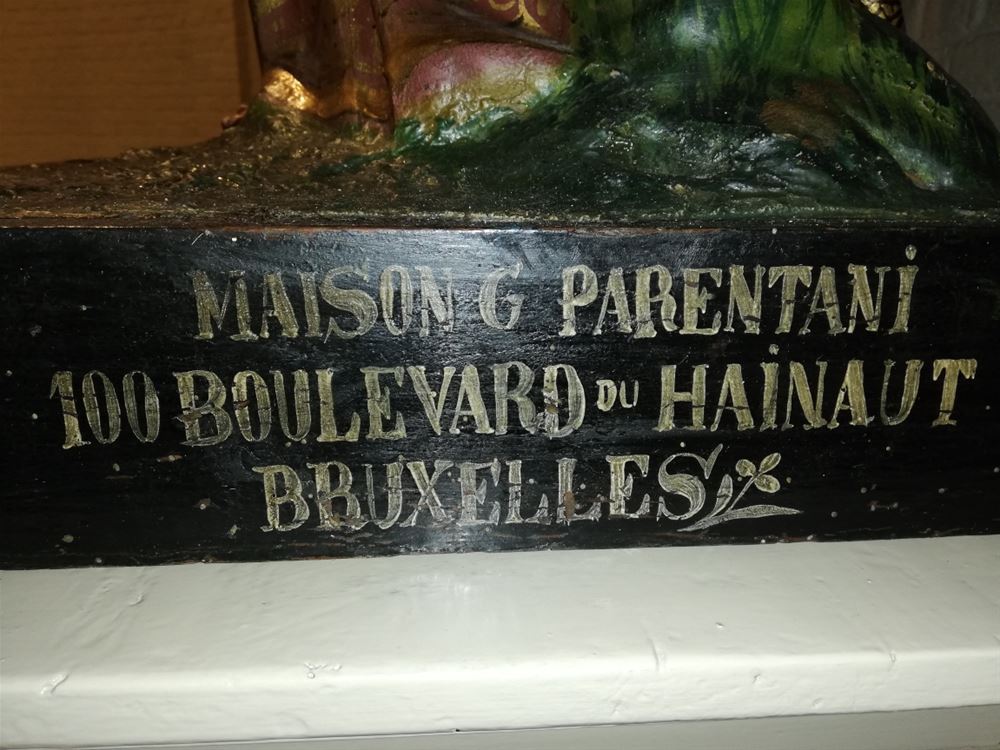 MAISON G PARENTANI
100 BOULEVARD DU HAINAUT
BRUXELLES